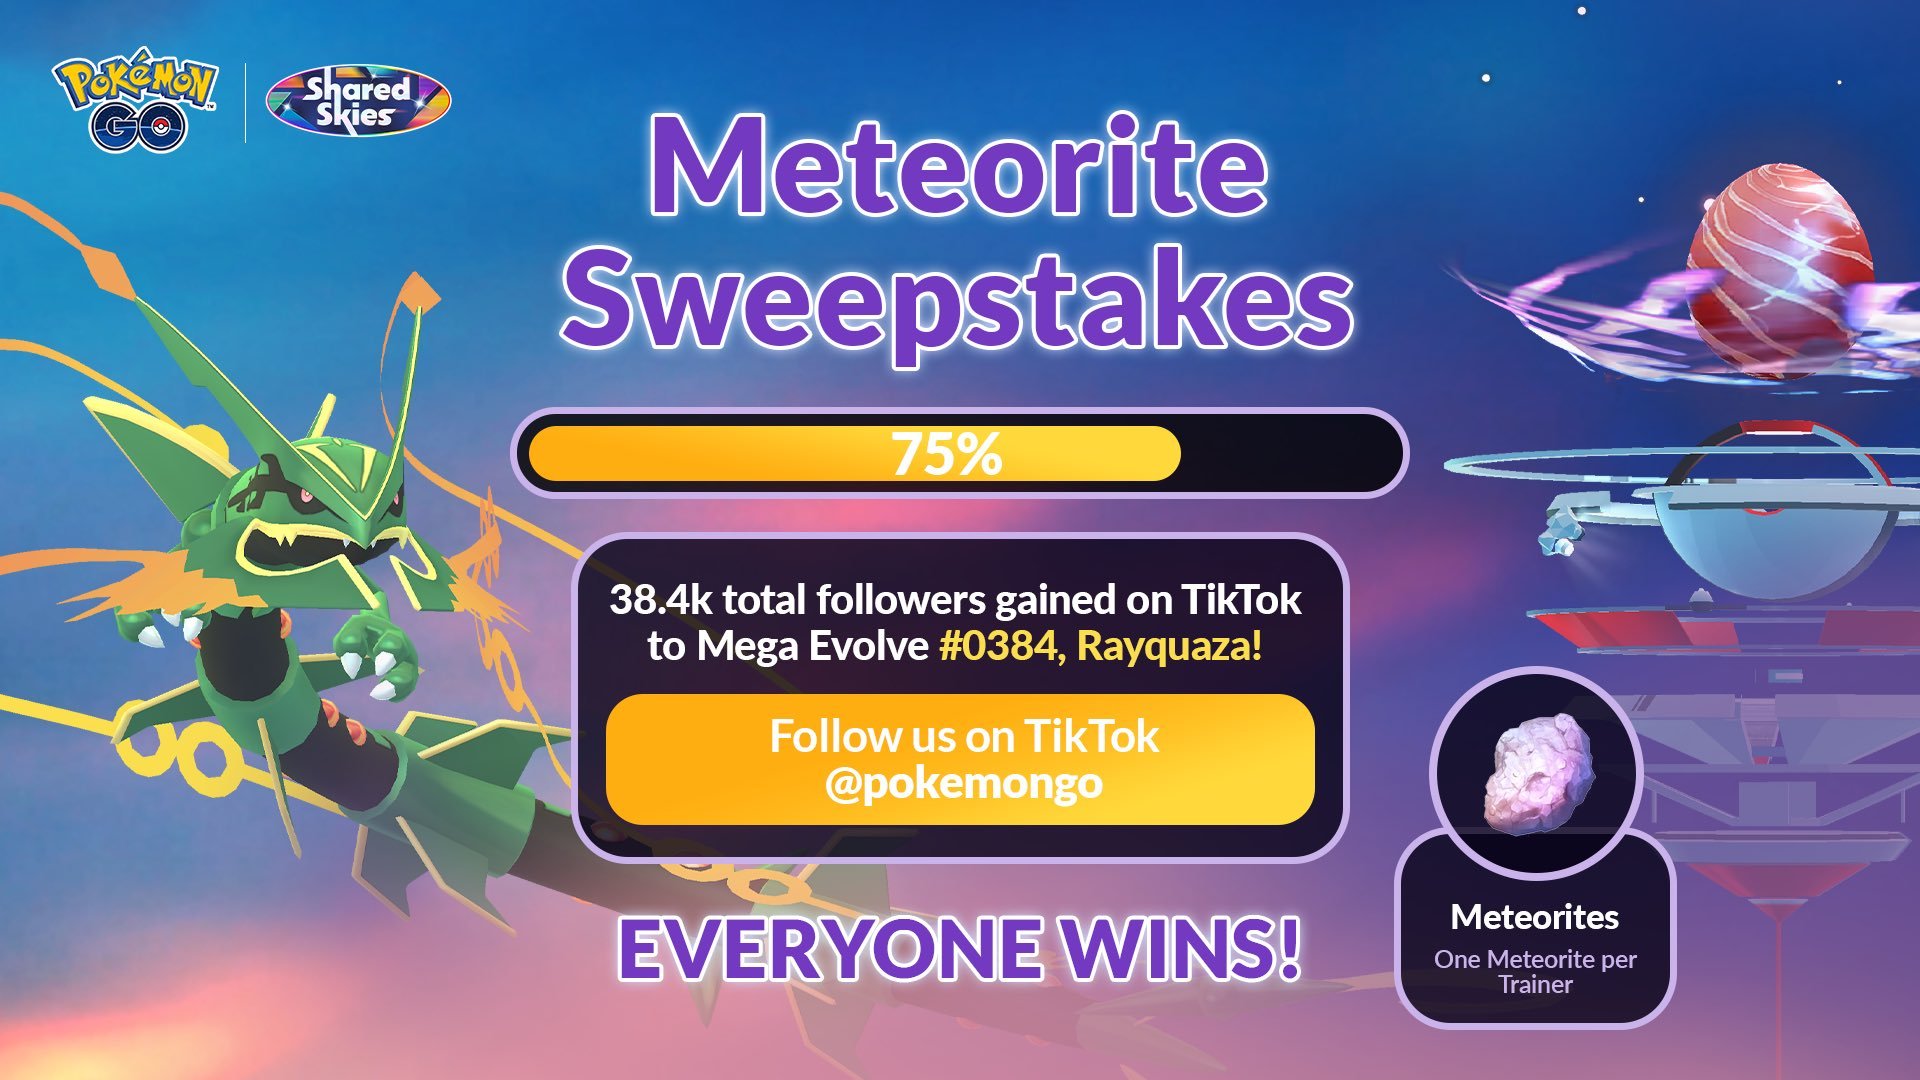 POKéMON
GO
Shared
Skies
Meteorite
Sweepstakes
75%
38.4k total followers gained on TikTok
to Mega Evolve #0384, Rayquaza!
Follow us on TikTok
@pokemongo
EVERYONE WINS!
Meteorites
One Meteorite per
Trainer